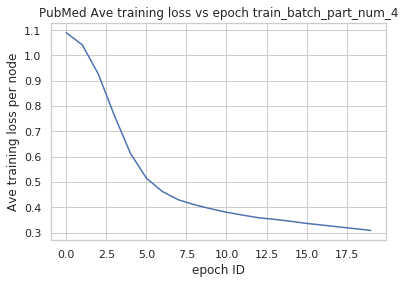 PubMed Ave training loss vs epoch train_batch_part_num_4
1.1
1.0
0.9
0.8
0.7
0.6
0.5
0.4
0.3
Ave training loss per node
0.0 2.5 5.0 7.5 10.0 12.5 15.0 17.5
epoch ID